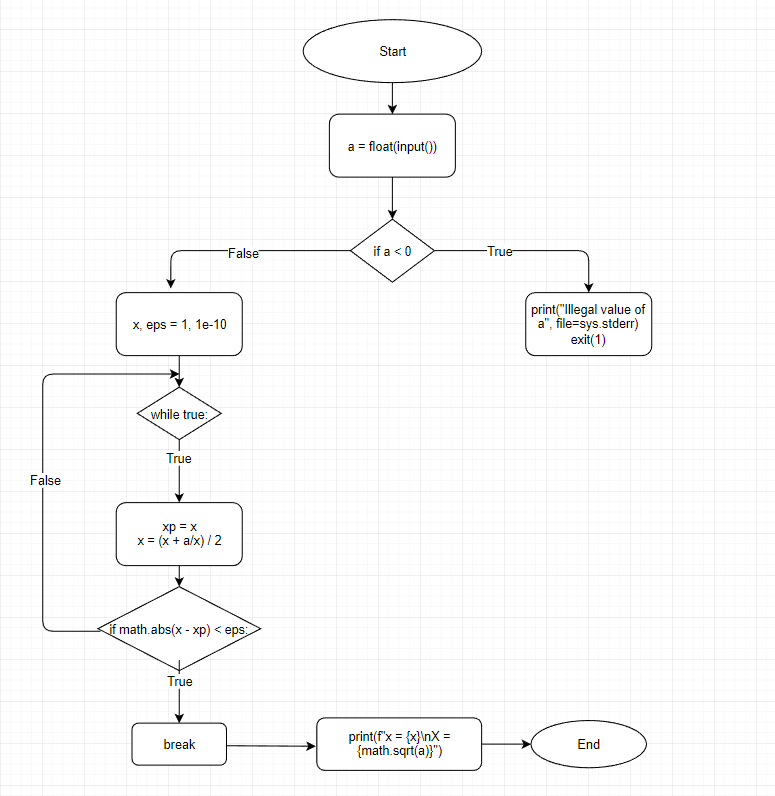 Start
a = float(input())
if a < 0
False
True
x, eps = 1, 1e-10
print("Illegal value of
a", file=sys.stderr)
exit(1)
while true:
True
False
xp = x
x = (x + a/x) / 2
if math.abs(x - xp) < eps:
True
break
print(f"x = {x}\nX =
{math.sqrt(a)}")
End